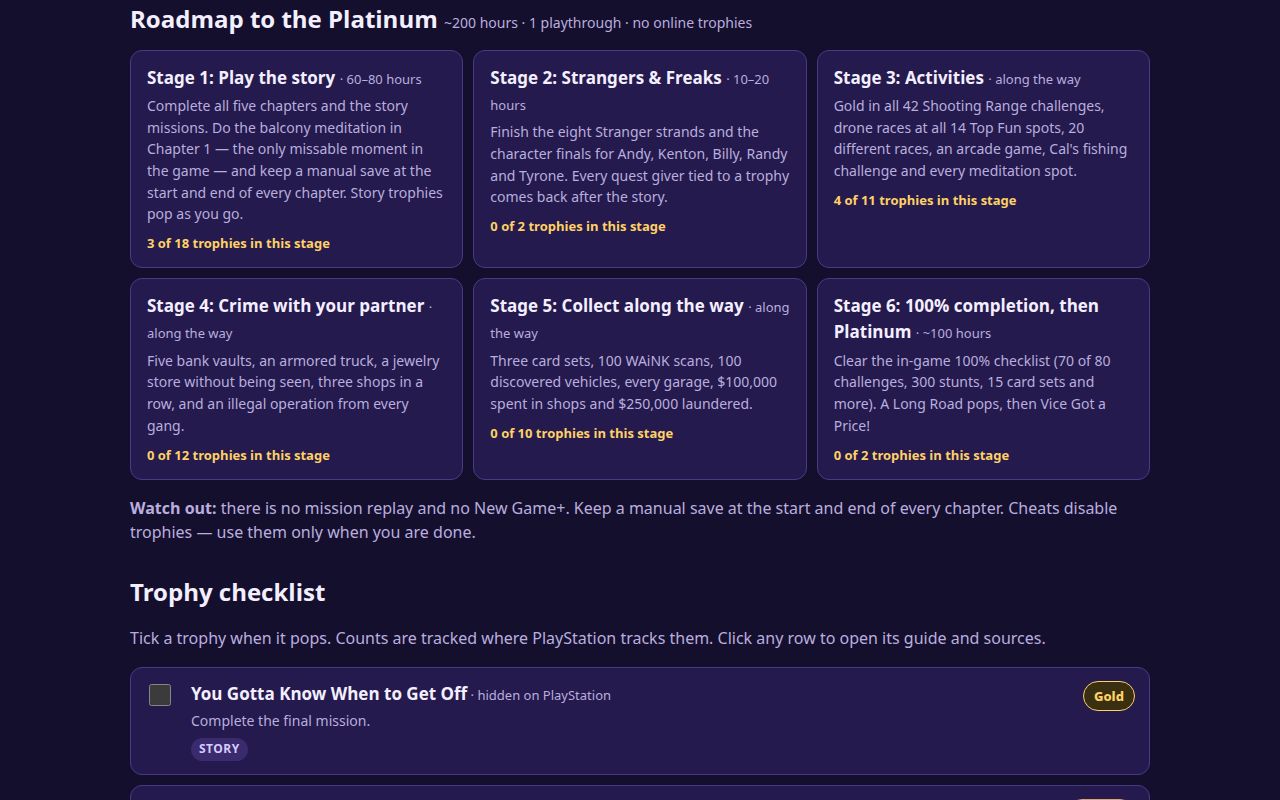 Roadmap to the Platinum ~200 hours · 1 playthrough · no online trophies
Stage 1: Play the story · 60–80 hours
Complete all five chapters and the story
missions. Do the balcony meditation in
Chapter 1 — the only missable moment in
the game — and keep a manual save at the
start and end of every chapter. Story trophies
pop as you go.
3 of 18 trophies in this stage
Stage 2: Strangers & Freaks · 10–20
hours
Finish the eight Stranger strands and the
character finals for Andy, Kenton, Billy, Randy
and Tyrone. Every quest giver tied to a trophy
comes back after the story.
0 of 2 trophies in this stage
Stage 3: Activities · along the way
Gold in all 42 Shooting Range challenges,
drone races at all 14 Top Fun spots, 20
different races, an arcade game, Cal's fishing
challenge and every meditation spot.
4 of 11 trophies in this stage
Stage 4: Crime with your partner ·
along the way
Five bank vaults, an armored truck, a jewelry
store without being seen, three shops in a
row, and an illegal operation from every
gang.
0 of 12 trophies in this stage
Stage 5: Collect along the way · along
the way
Three card sets, 100 WAiNK scans, 100
discovered vehicles, every garage, $100,000
spent in shops and $250,000 laundered.
0 of 10 trophies in this stage
Stage 6: 100% completion, then
Platinum · ~100 hours
Clear the in-game 100% checklist (70 of 80
challenges, 300 stunts, 15 card sets and
more). A Long Road pops, then Vice Got a
Price!
0 of 2 trophies in this stage
Watch out: there is no mission replay and no New Game+. Keep a manual save at the start and end of every chapter. Cheats disable
trophies — use them only when you are done.
Trophy checklist
Tick a trophy when it pops. Counts are tracked where PlayStation tracks them. Click any row to open its guide and sources.
You Gotta Know When to Get Off · hidden on PlayStation
Gold
Complete the final mission.
STORY